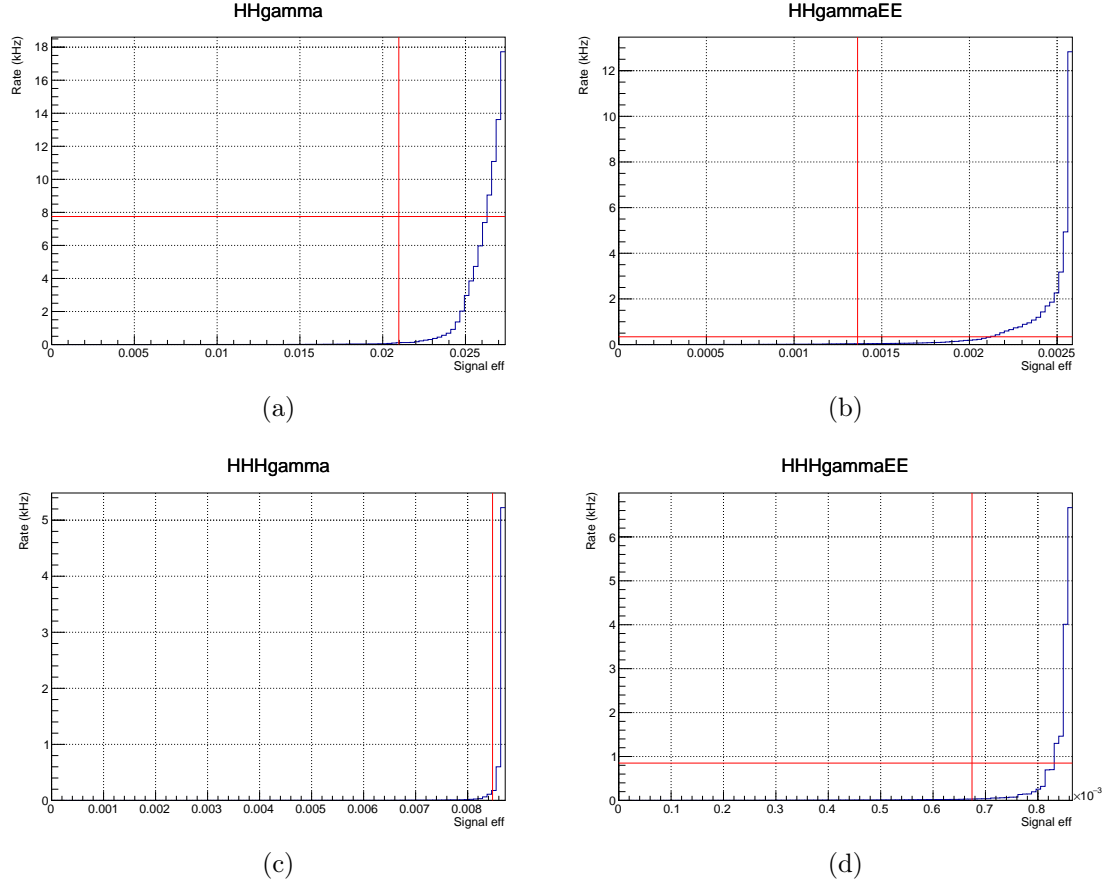 HHgamma
Rate (kHz)
18
16
14
12
10
8
6
4
2
0
0 0.005 0.01 0.015 0.02 0.025
Signal eff
(a)
HHgammaEE
Rate (kHz)
12
10
8
6
4
2
0
0 0.0005 0.001 0.0015 0.002 0.0025
Signal eff
(b)
HHHgamma
Rate (kHz)
5
4
3
2
1
0
0 0.001 0.002 0.003 0.004 0.005 0.006 0.007 0.008
Signal eff
(c)
HHHgammaEE
Rate (kHz)
6
5
4
3
2
1
0
0 0.1 0.2 0.3 0.4 0.5 0.6 0.7 0.8 ×10⁻³
Signal eff
(d)